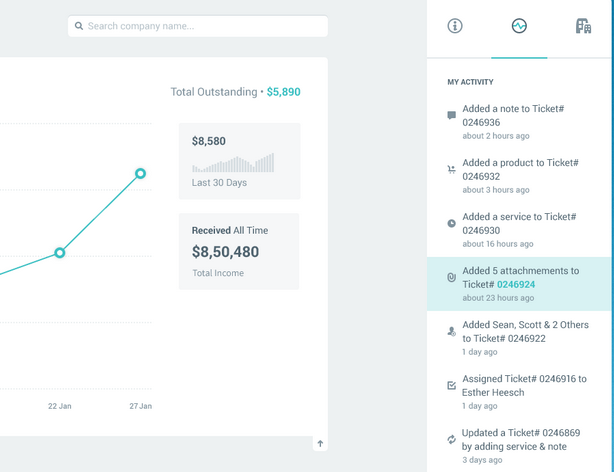 Search company name...
Total Outstanding • $5,890
$8,580
Last 30 Days
Received All Time
$8,50,480
Total Income
22 Jan
27 Jan
MY ACTIVITY
Added a note to Ticket#
0246936
about 2 hours ago
Added a product to Ticket#
0246932
about 3 hours ago
Added a service to Ticket#
0246930
about 16 hours ago
Added 5 attachmements to
Ticket# 0246924
about 23 hours ago
Added Sean, Scott & 2 Others
to Ticket# 0246922
1 day ago
Assigned Ticket# 0246916 to
Esther Heesch
1 day ago
Updated a Ticket# 0246869
by adding service & note
3 days ago